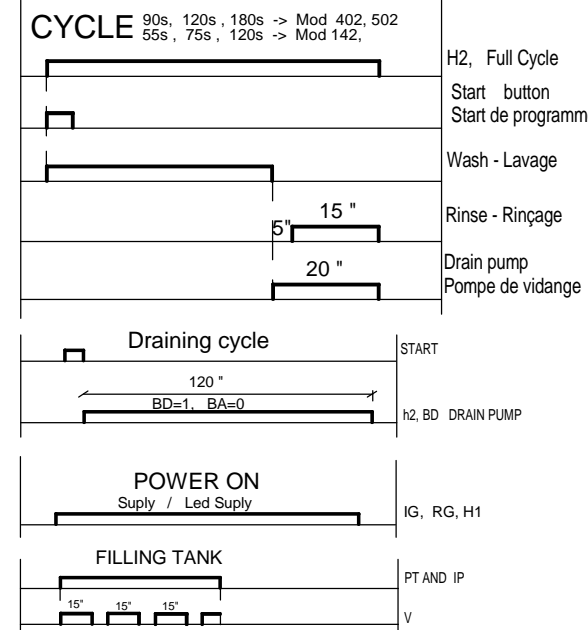 CYCLE 90s, 120s , 180s -> Mod 402, 502
55s , 75s , 120s -> Mod 142,
H2, Full Cycle
Start button
Start de programm
Wash - Lavage
15 "
5"
Rinse - Rinçage
20 "
Drain pump
Pompe de vidange
Draining cycle
START
120 "
BD=1, BA=0
h2, BD DRAIN PUMP
POWER ON
Suply / Led Suply
IG, RG, H1
FILLING TANK
PT AND IP
15" 15" 15"
V